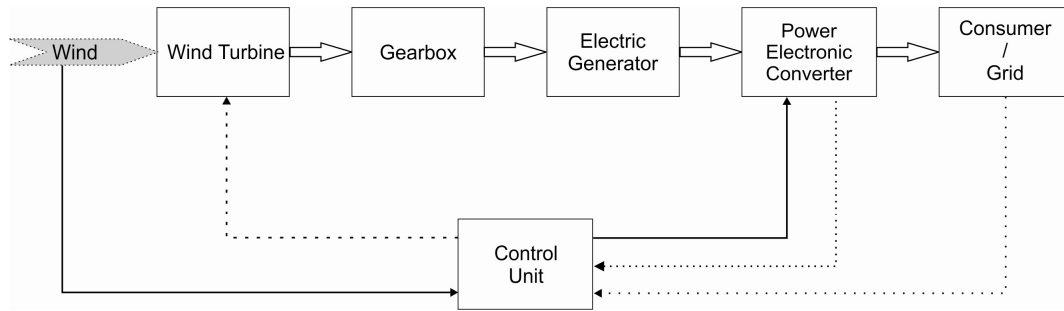 Wind
Wind Turbine
Gearbox
Electric
Generator
Power
Electronic
Converter
Consumer
/
Grid
Control
Unit